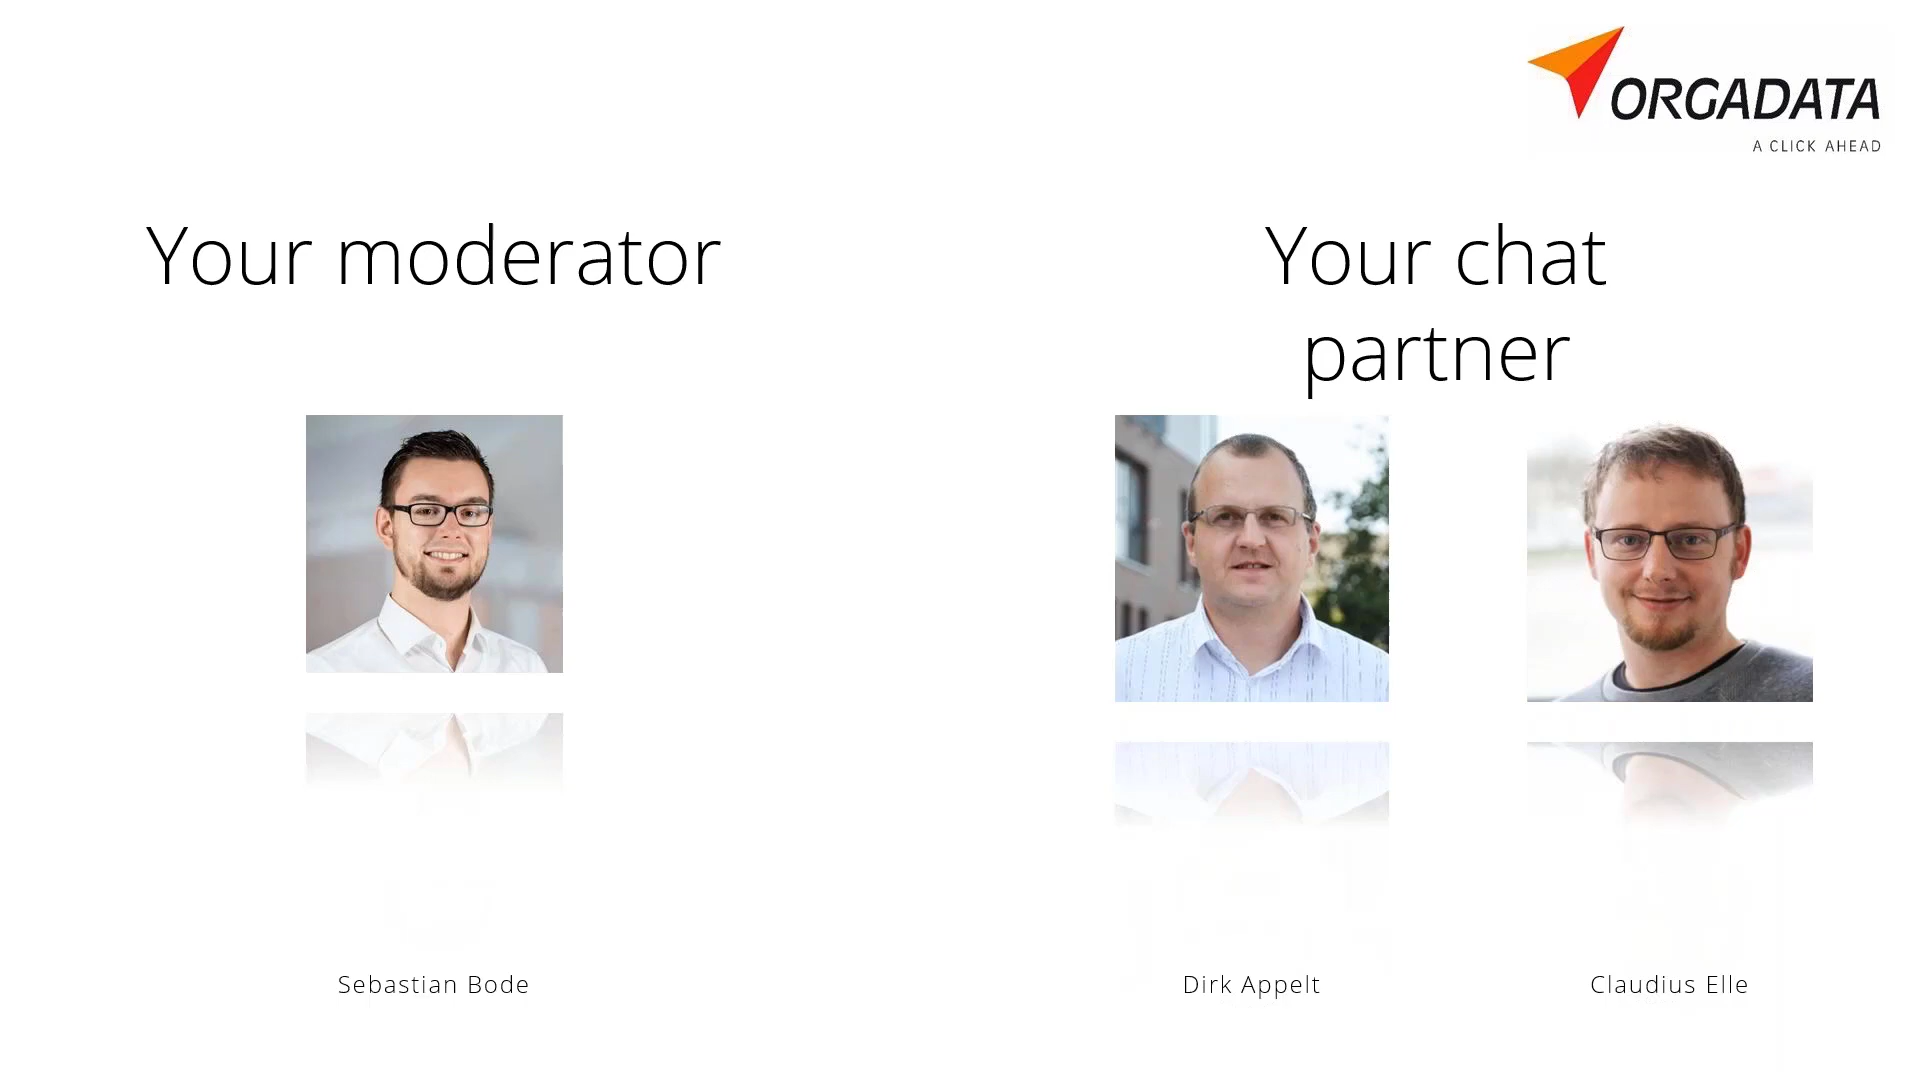 ORGADATA
A CLICK AHEAD
Your moderator
Your chat
partner
Sebastian Bode
Dirk Appelt
Claudius Elle